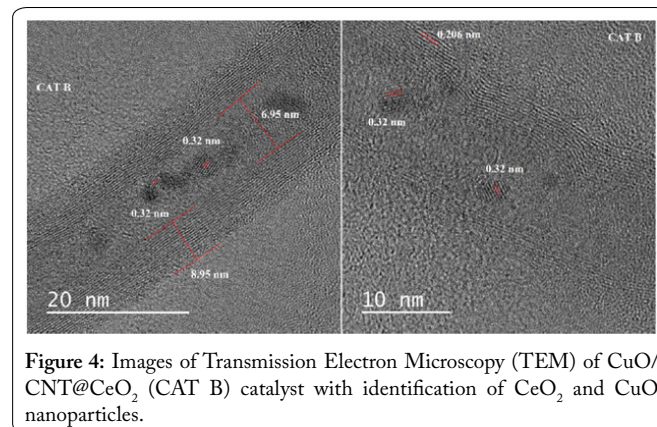 CAT B
6.95 nm
0.32 nm
0.32 nm
8.95 nm
20 nm
0.206 nm
CAT B
0.32 nm
0.32 nm
10 nm
Figure 4: Images of Transmission Electron Microscopy (TEM) of CuO/
CNT@CeO₂ (CAT B) catalyst with identification of CeO₂ and CuO
nanoparticles.